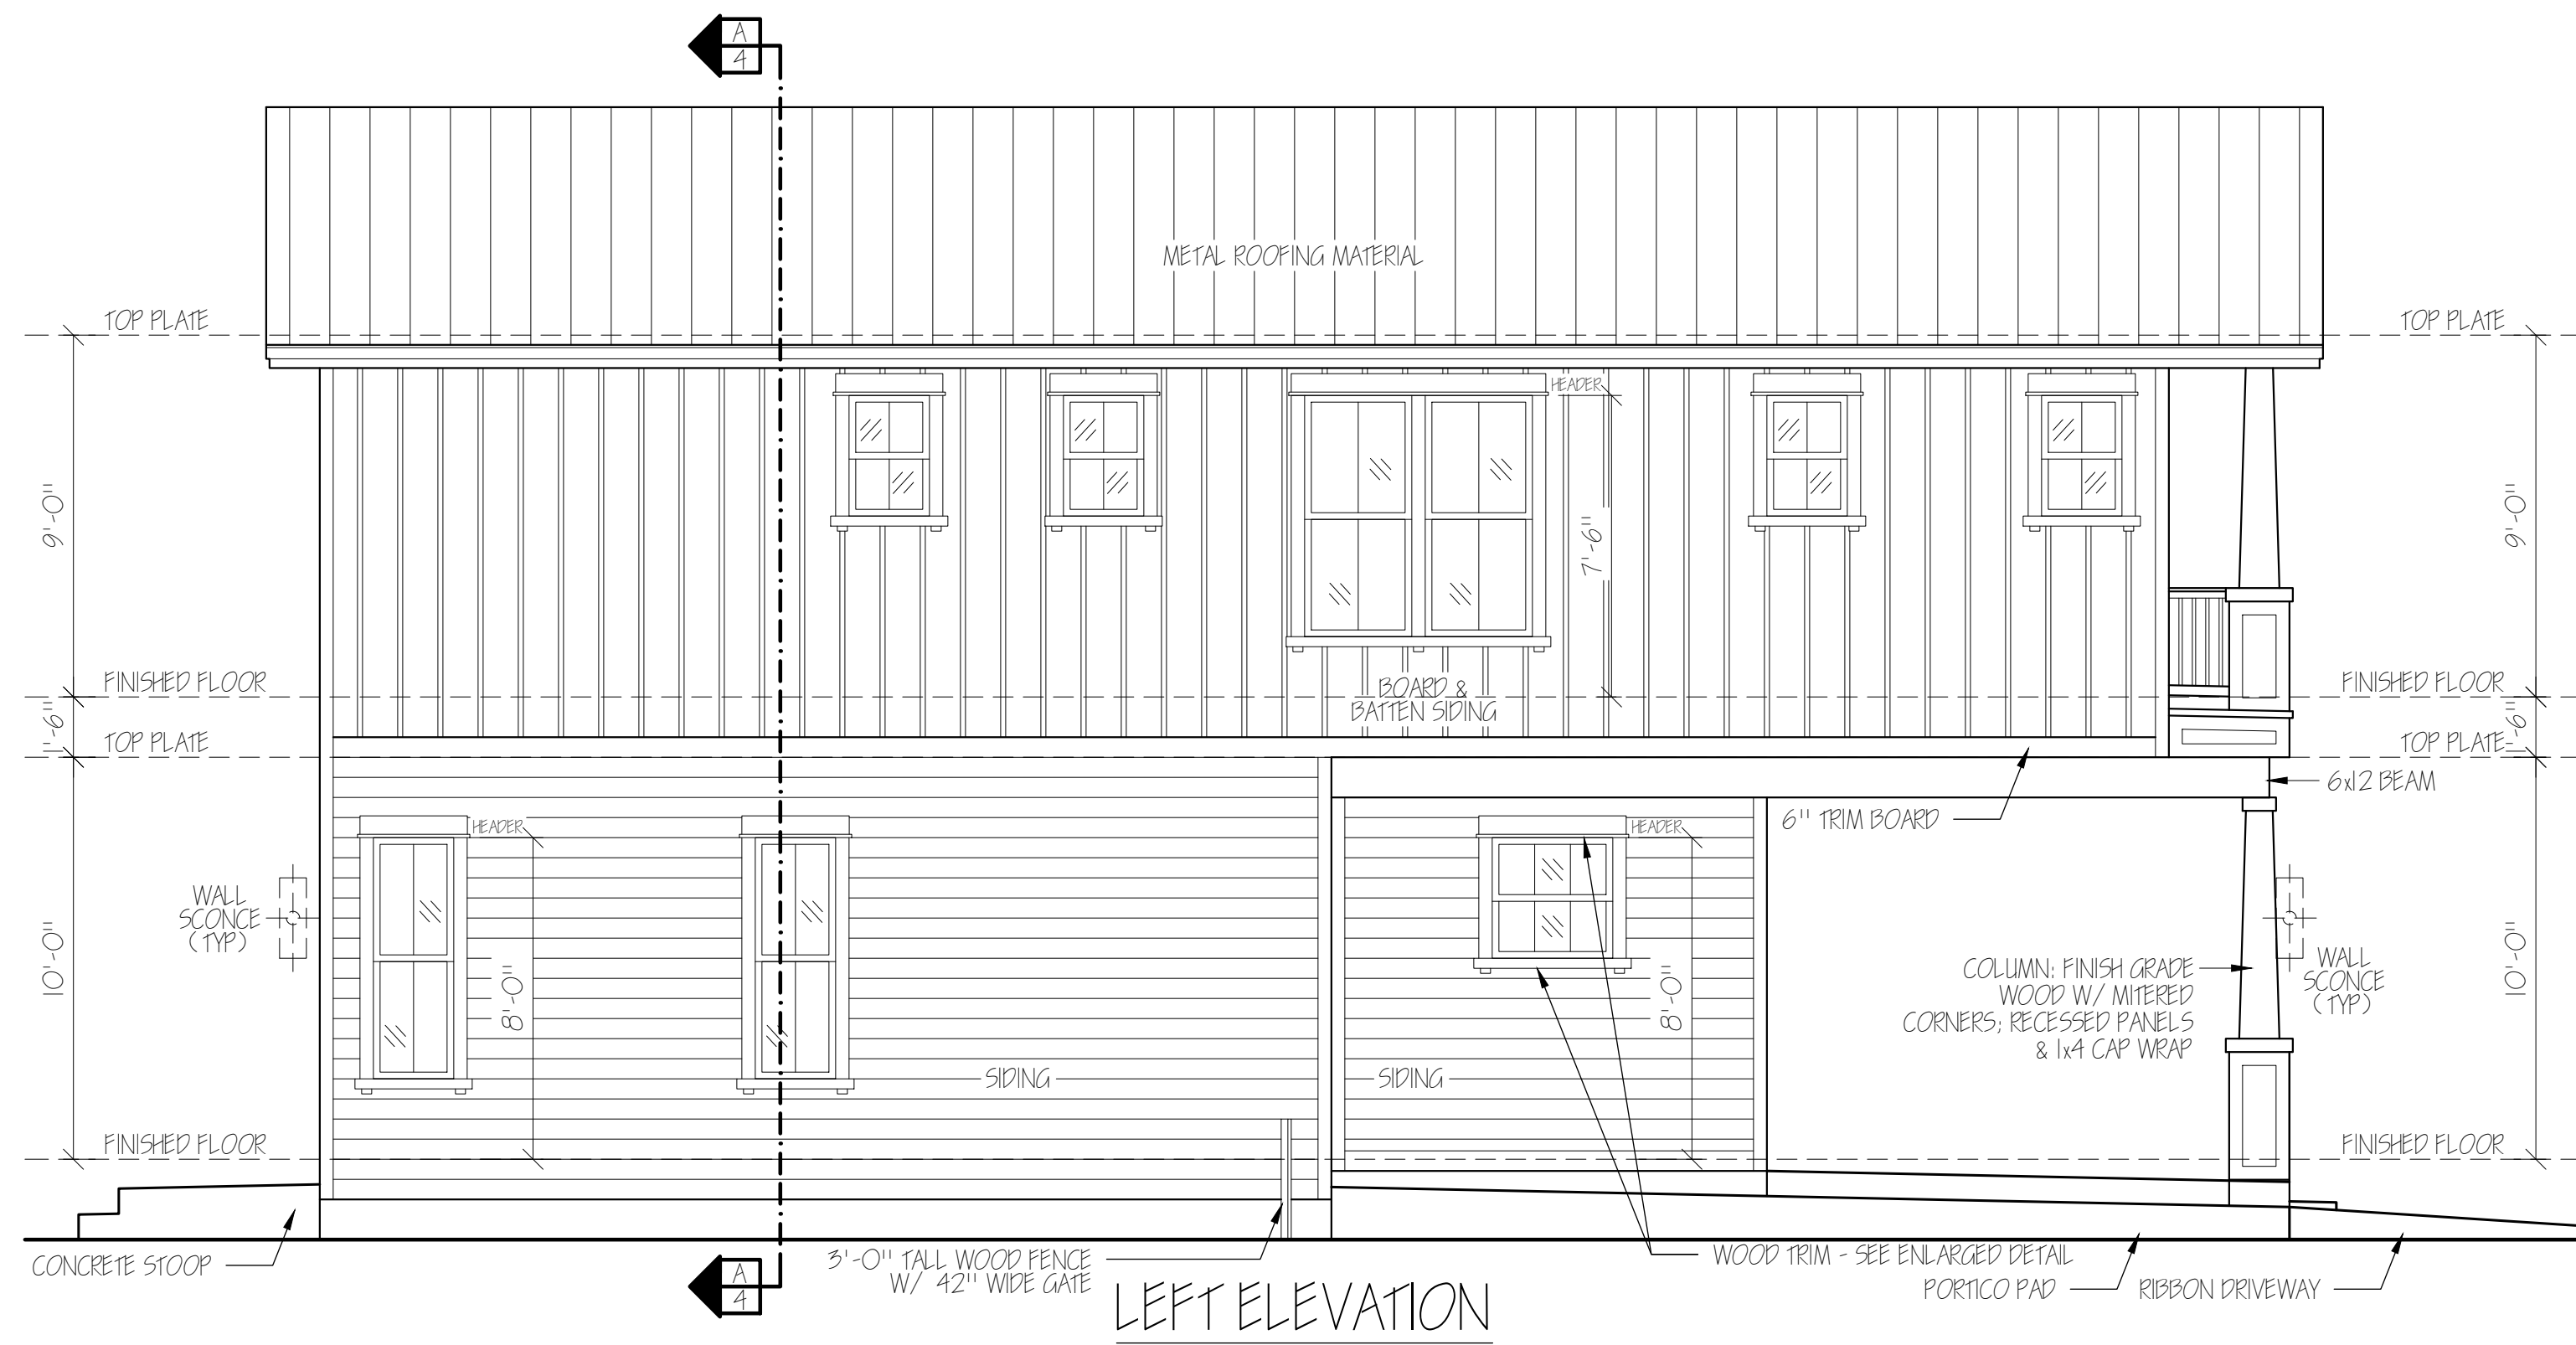 A
4
METAL ROOFING MATERIAL
TOP PLATE
TOP PLATE
HEADER
9'-0"
7'-6"
9'-0"
FINISHED FLOOR
BOARD &
BATTEN SIDING
FINISHED FLOOR
1'-6"
1'-6"
TOP PLATE
TOP PLATE
6x12 BEAM
6" TRIM BOARD
HEADER
HEADER
WALL
SCONCE
(TYP)
10'-0"
8'-0"
8'-0"
COLUMN: FINISH GRADE
WOOD W/ MITERED
CORNERS; RECESSED PANELS
& 1x4 CAP WRAP
WALL
SCONCE
(TYP)
10'-0"
SIDING
SIDING
FINISHED FLOOR
FINISHED FLOOR
CONCRETE STOOP
A
4
3'-0" TALL WOOD FENCE
W/ 42" WIDE GATE
WOOD TRIM - SEE ENLARGED DETAIL
PORTICO PAD
RIBBON DRIVEWAY
LEFT ELEVATION